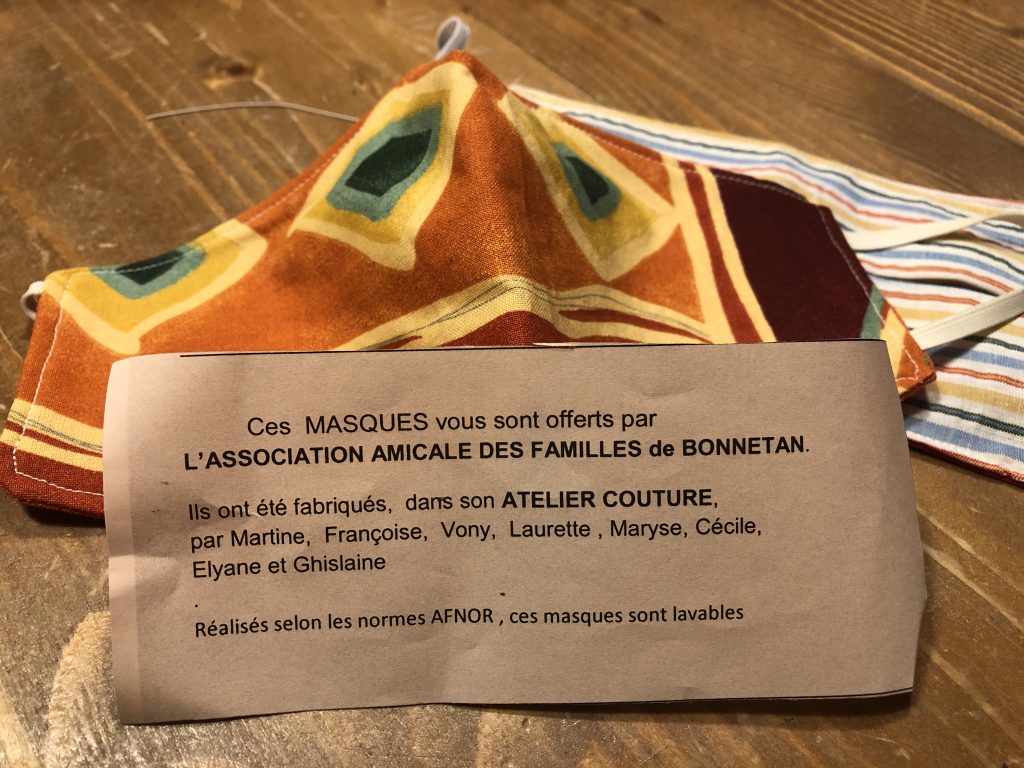 Ces MASQUES vous sont offerts par
L'ASSOCIATION AMICALE DES FAMILLES de BONNETAN.
Ils ont été fabriqués, dans son ATELIER COUTURE,
par Martine, Françoise, Vony, Laurette , Maryse, Cécile,
Elyane et Ghislaine
.
Réalisés selon les normes AFNOR , ces masques sont lavables